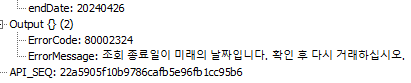 endDate: 20240426
Output {} (2)
ErrorCode: 80002324
ErrorMessage: 조회 종료일이 미래의 날짜입니다. 확인 후 다시 거래하십시오.
API_SEQ: 22a5905f10b9786cafb5e96fb1cc95b6